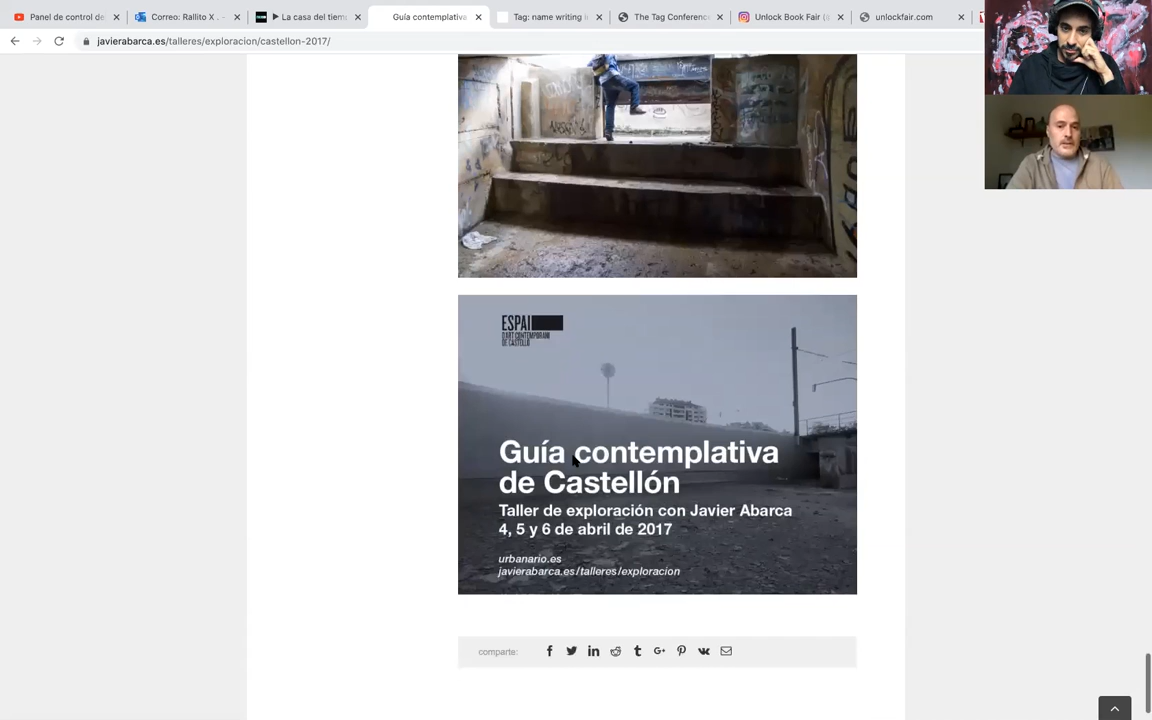 Panel de control de
Correo: Rallito X . -
La casa del tiem
Guía contemplativa
Tag: name writing i
The Tag Conference
Unlock Book Fair (
unlockfair.com
javierabarca.es/talleres/exploracion/castellon-2017/
ESPAI
D'ART CONTEMPORANI
DE CASTELLÓ
Guía contemplativa
de Castellón
Taller de exploración con Javier Abarca
4, 5 y 6 de abril de 2017
urbanario.es
javierabarca.es/talleres/exploracion
comparte: